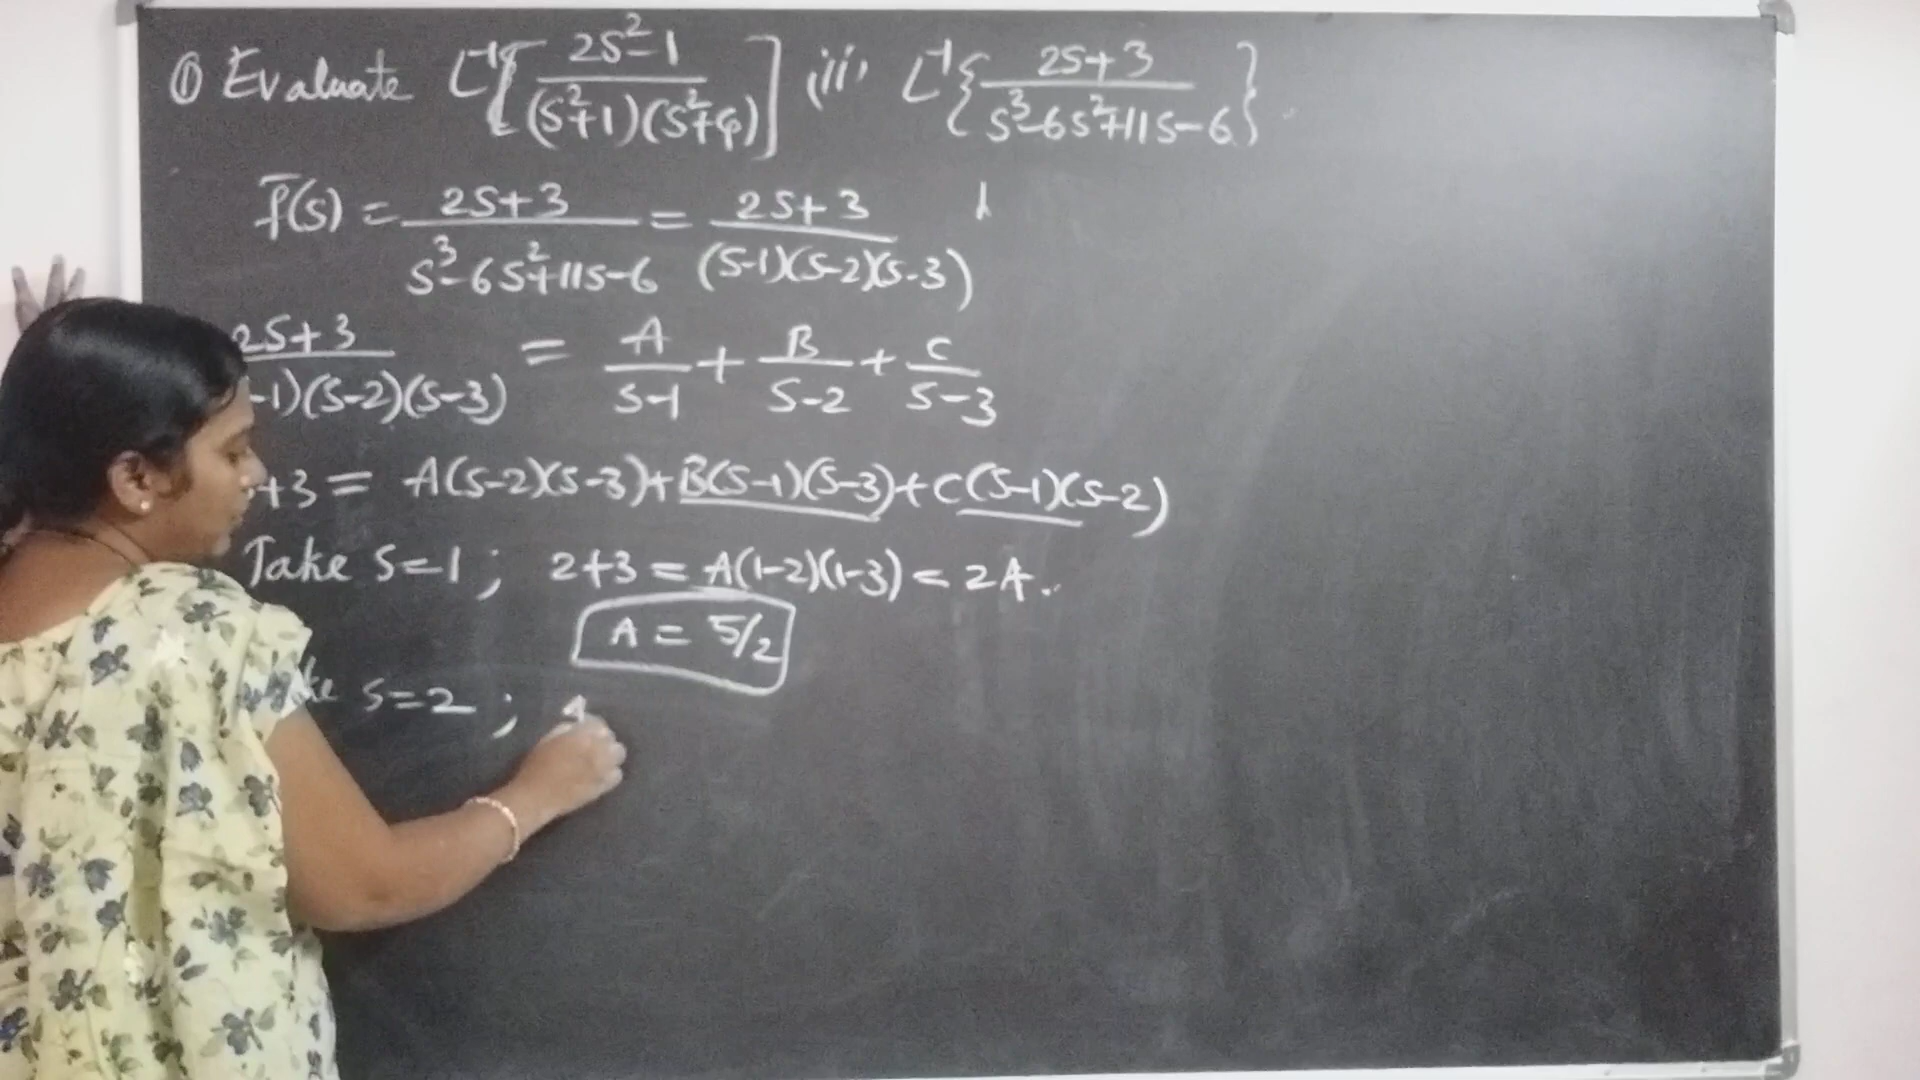 ① Evaluate L⁻¹[ (2s²-1)/((s²+1)(s²+4)) ] (ii) L⁻¹{ (2s+3)/(s³-6s²+11s-6) }
f̄(s) = (2s+3)/(s³-6s²+11s-6) = (2s+3)/((s-1)(s-2)(s-3))
2s+3/(-1)(s-2)(s-3) = A/(s-1) + B/(s-2) + C/(s-3)
+3 = A(s-2)(s-3)+B(s-1)(s-3)+C(s-1)(s-2)
Take s=1 ; 2+3 = A(1-2)(1-3) = 2A.
A = 5/2
s=2 ;